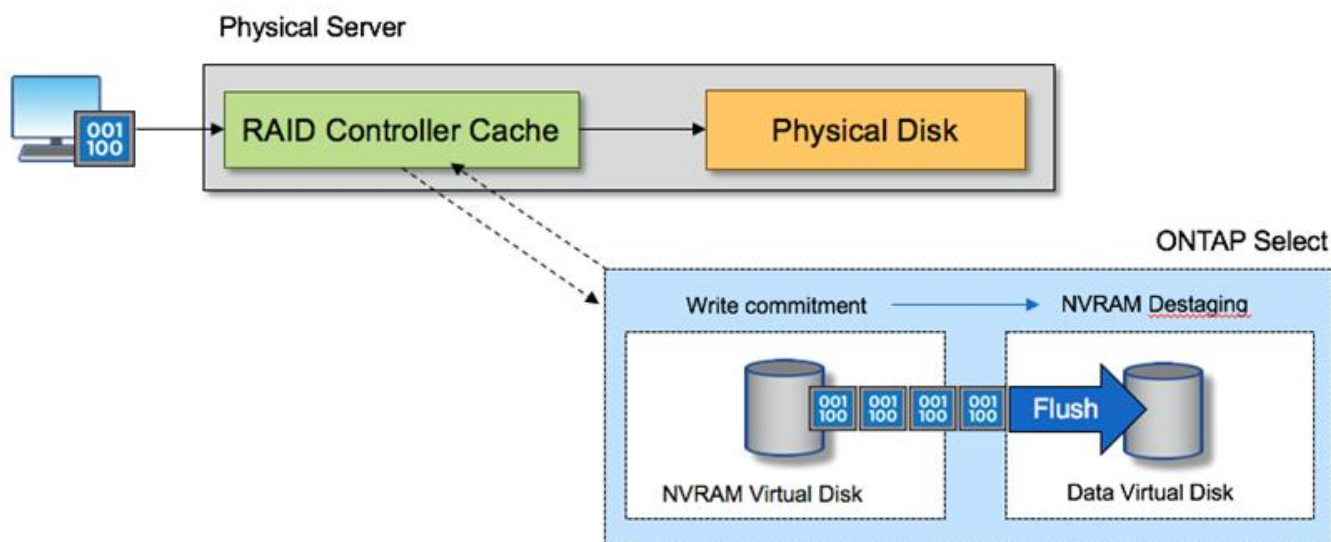 Physical Server
001
100
RAID Controller Cache
Physical Disk
ONTAP Select
Write commitment
NVRAM Destaging
001
100
001
100
001
100
001
100
Flush
NVRAM Virtual Disk
Data Virtual Disk